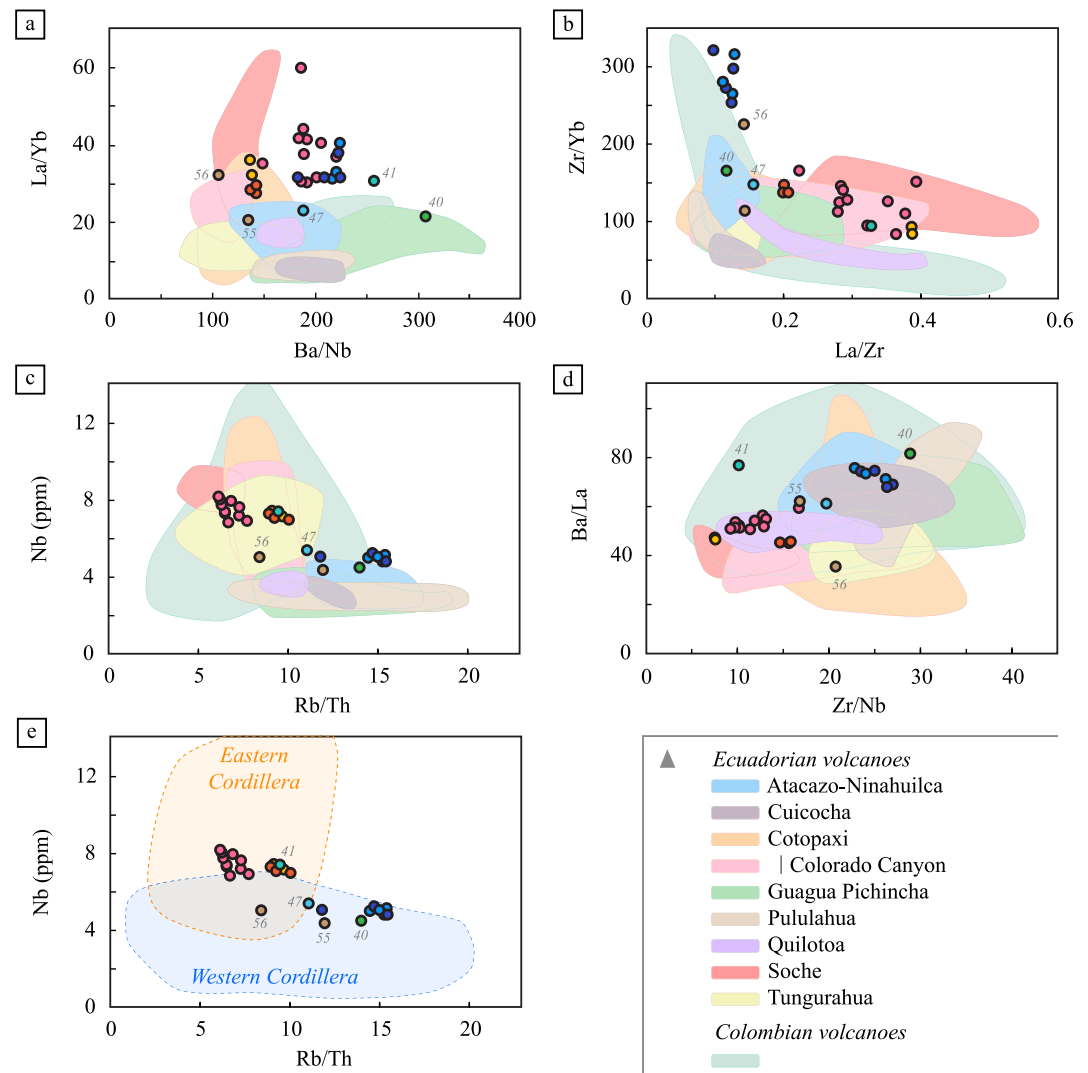 a
La/Yb
60
40
20
0
56
41
40
47
55
0
100
200
300
400
Ba/Nb
b
Zr/Yb
300
200
100
0
56
40
47
0
0.2
0.4
0.6
La/Zr
c
Nb (ppm)
12
8
4
0
56
47
0
5
10
15
20
Rb/Th
d
Ba/La
80
40
0
41
40
55
56
0
10
20
30
40
Zr/Nb
e
Nb (ppm)
12
8
4
0
Eastern
Cordillera
41
47
56
55
40
Western Cordillera
0
5
10
15
20
Rb/Th
Ecuadorian volcanoes
Atacazo-Ninahuilca
Cuicocha
Cotopaxi
| Colorado Canyon
Guagua Pichincha
Pululahua
Quilotoa
Soche
Tungurahua
Colombian volcanoes